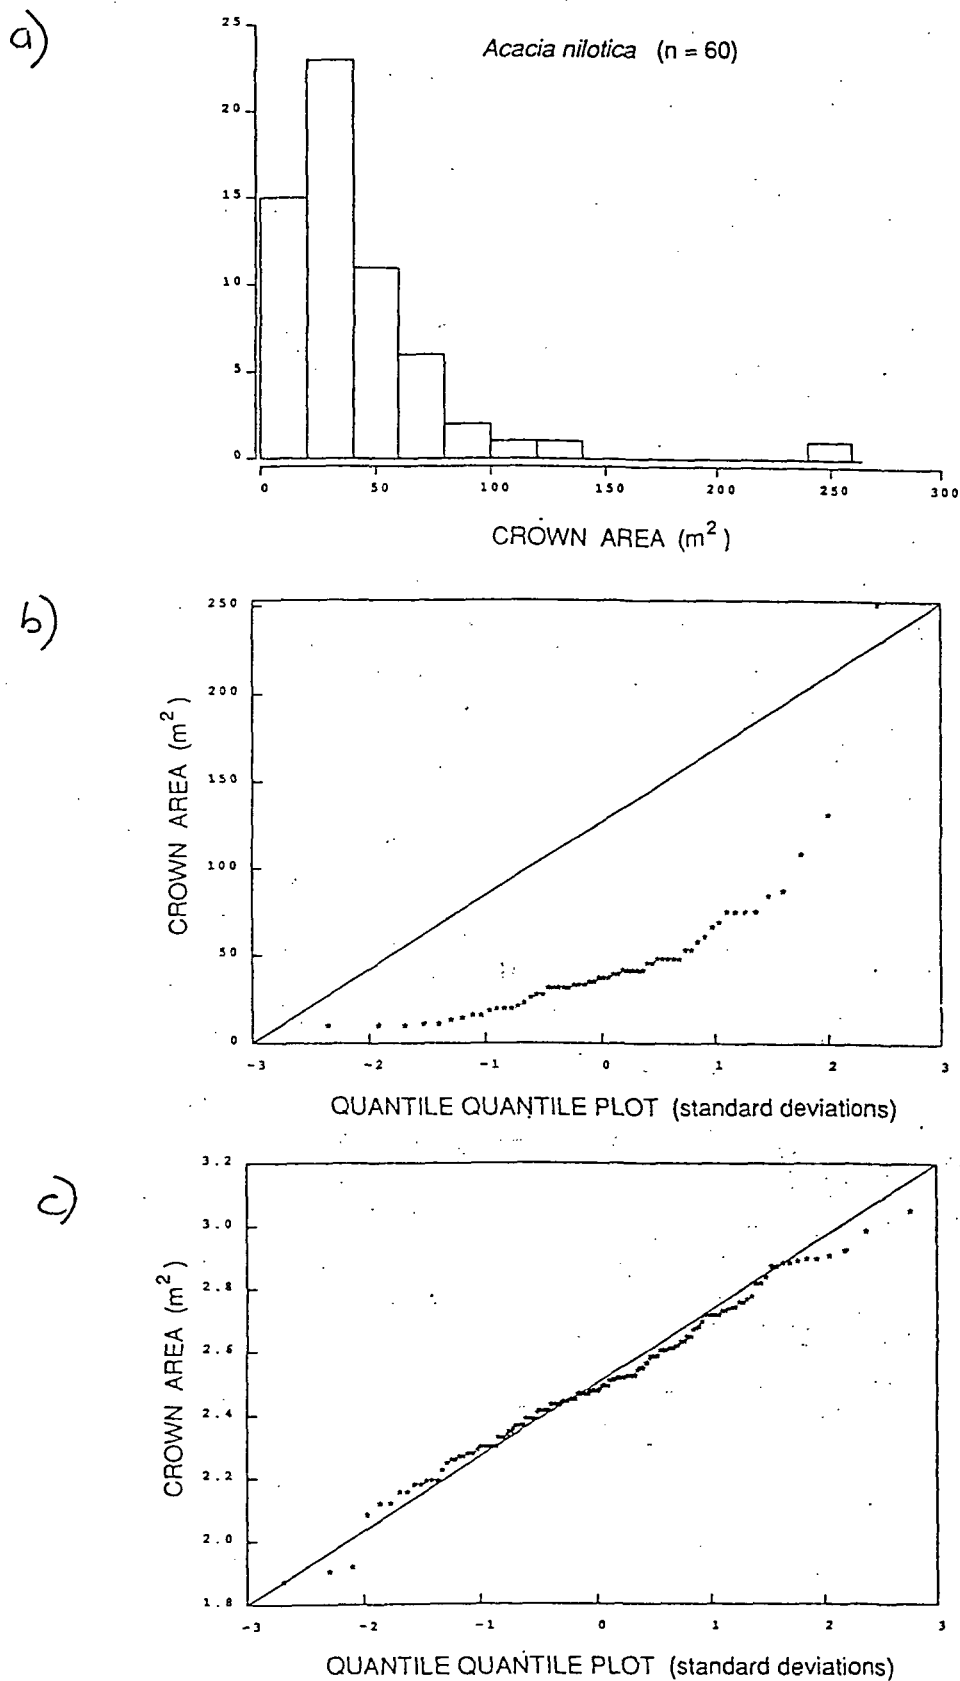 a)
Acacia nilotica (n = 60)
25
20
15
10
5
0
0 50 100 150 200 250 300
CROWN AREA (m²)
b)
CROWN AREA (m²)
250
200
150
100
50
0
-3 -2 -1 0 1 2 3
QUANTILE QUANTILE PLOT (standard deviations)
c)
CROWN AREA (m²)
3.2
3.0
2.8
2.6
2.4
2.2
2.0
1.8
-3 -2 -1 0 1 2 3
QUANTILE QUANTILE PLOT (standard deviations)